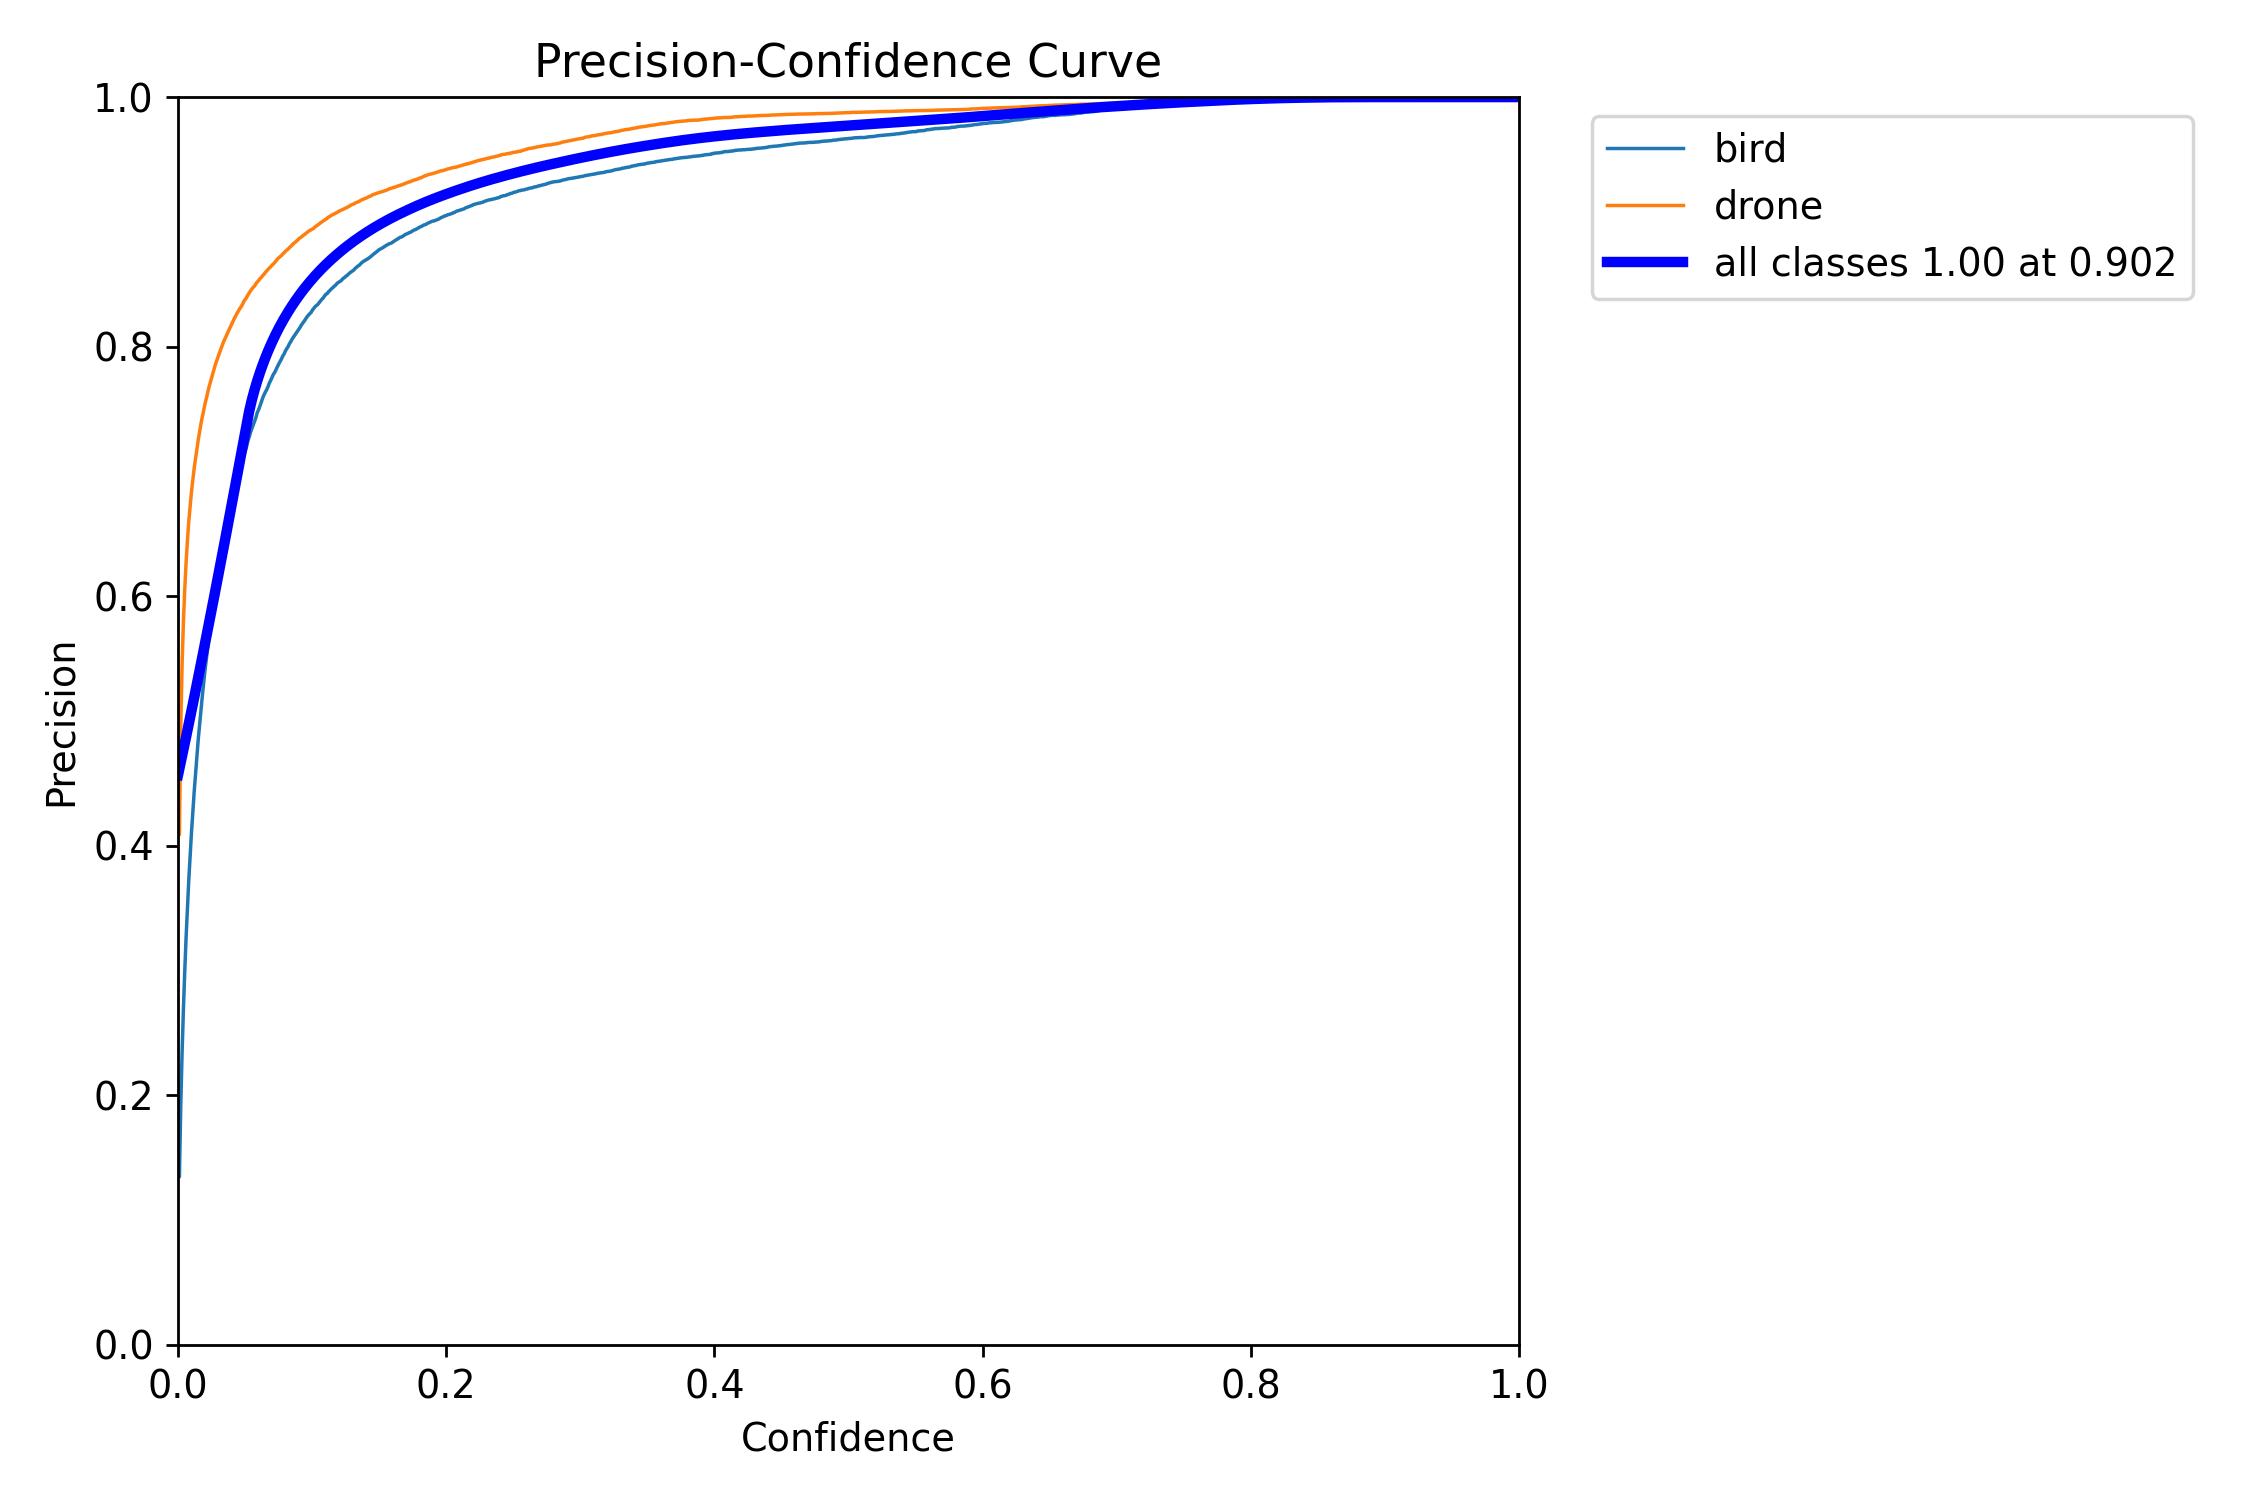 Precision-Confidence Curve
1.0
0.8
0.6
0.4
0.2
0.0
Precision
0.0 0.2 0.4 0.6 0.8 1.0
Confidence
bird
drone
all classes 1.00 at 0.902